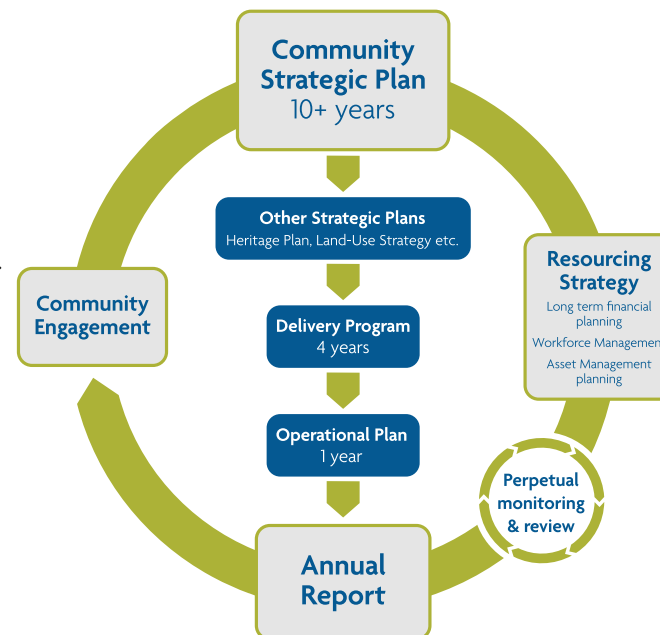 Community
Strategic Plan
10+ years
Other Strategic Plans
Heritage Plan, Land-Use Strategy etc.
Resourcing
Strategy
Long term financial
planning
Workforce Managemen
Asset Management
planning
Community
Engagement
Delivery Program
4 years
Operational Plan
1 year
Perpetual
monitoring
& review
Annual
Report